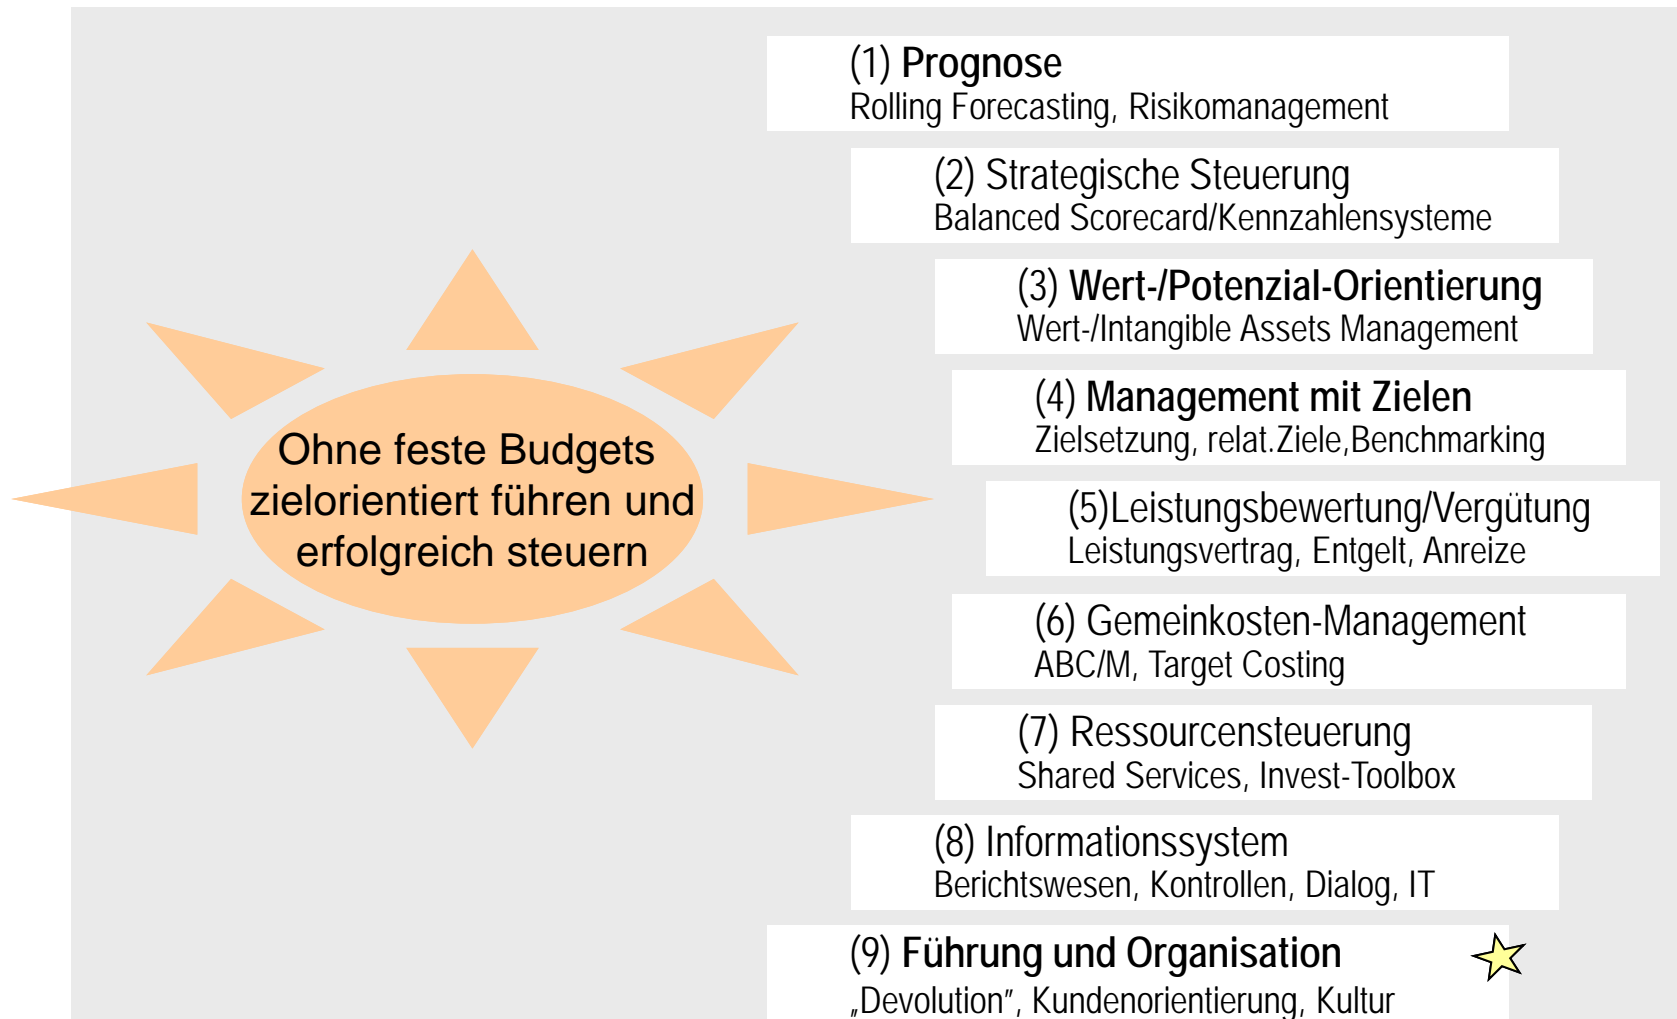 (1) Prognose
Rolling Forecasting, Risikomanagement
(2) Strategische Steuerung
Balanced Scorecard/Kennzahlensysteme
(3) Wert-/Potenzial-Orientierung
Wert-/Intangible Assets Management
(4) Management mit Zielen
Zielsetzung, relat.Ziele,Benchmarking
(5)Leistungsbewertung/Vergütung
Leistungsvertrag, Entgelt, Anreize
(6) Gemeinkosten-Management
ABC/M, Target Costing
(7) Ressourcensteuerung
Shared Services, Invest-Toolbox
(8) Informationssystem
Berichtswesen, Kontrollen, Dialog, IT
(9) Führung und Organisation
„Devolution”, Kundenorientierung, Kultur
Ohne feste Budgets
zielorientiert führen und
erfolgreich steuern